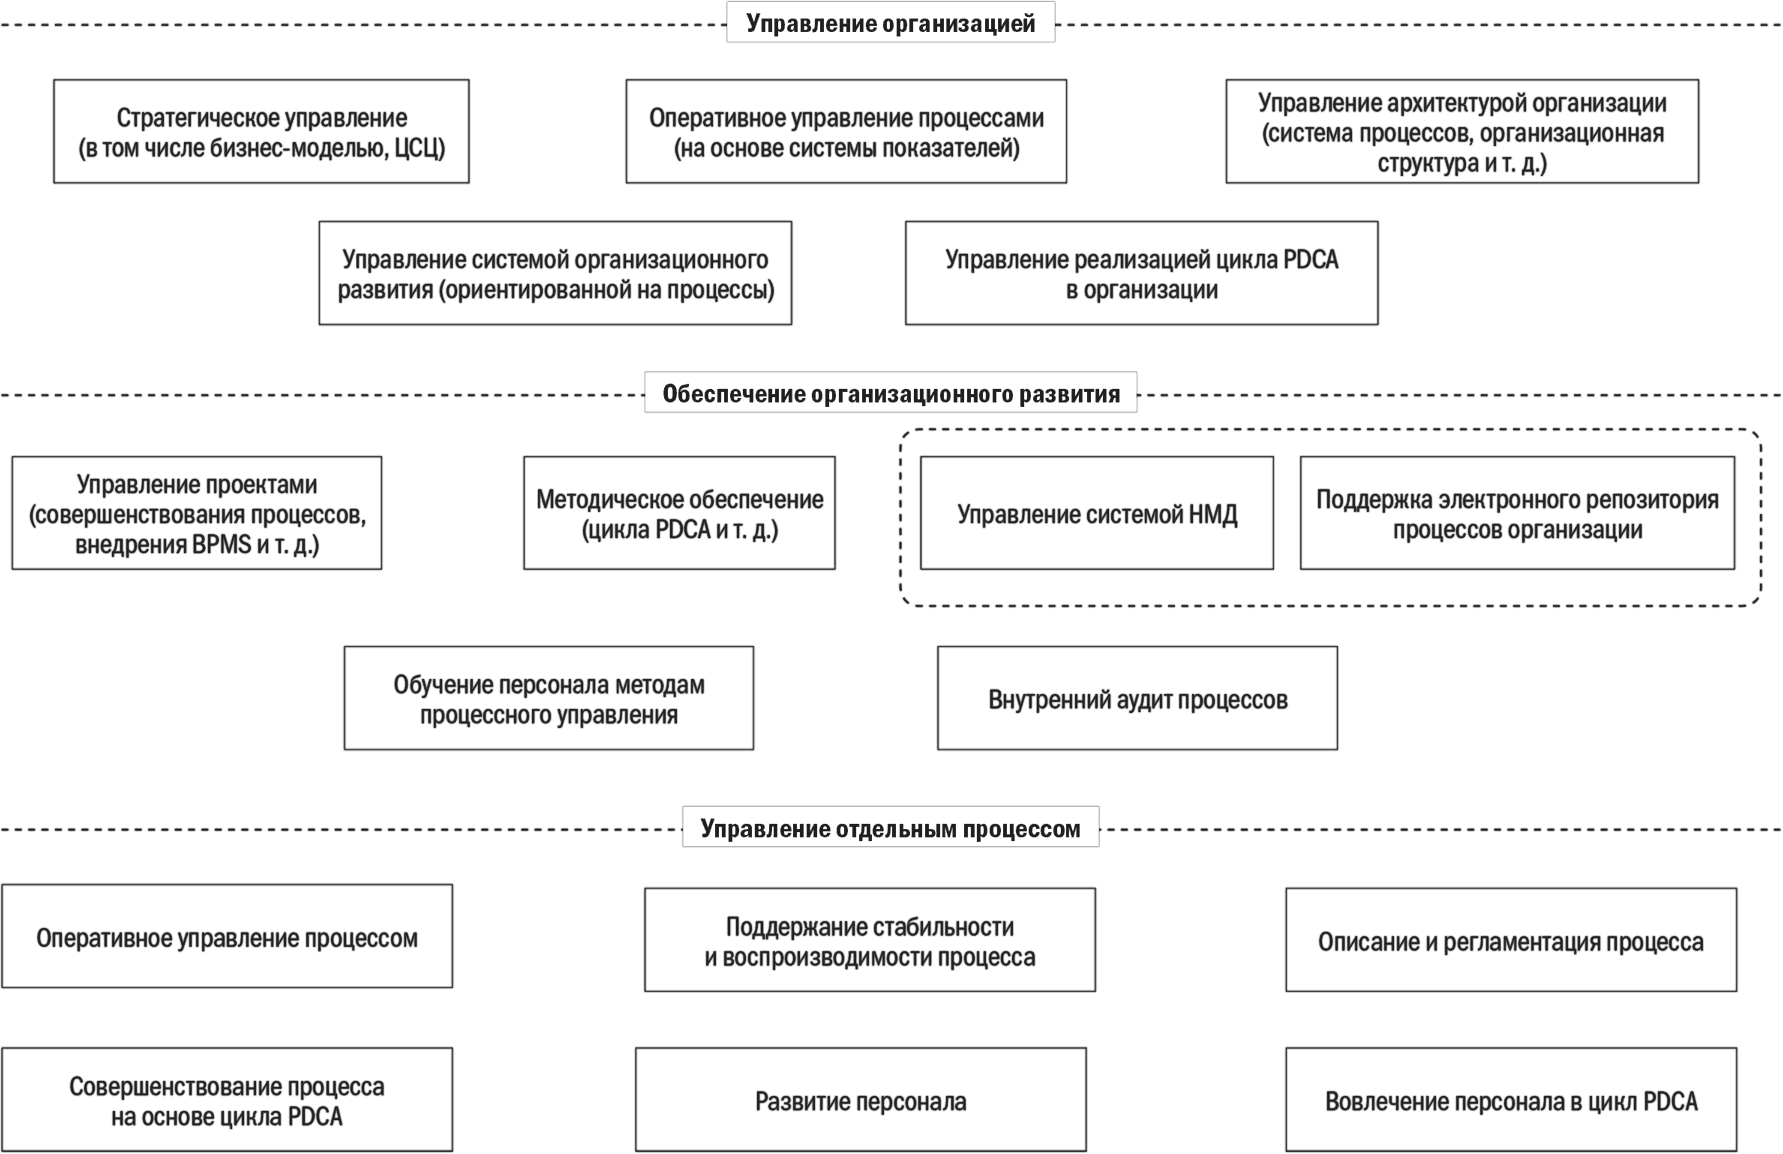 Управление организацией
Стратегическое управление
(в том числе бизнес-моделью, ЦСЦ)
Оперативное управление процессами
(на основе системы показателей)
Управление архитектурой организации
(система процессов, организационная
структура и т. д.)
Управление системой организационного
развития (ориентированной на процессы)
Управление реализацией цикла PDCA
в организации
Обеспечение организационного развития
Управление проектами
(совершенствования процессов,
внедрения BPMS и т. д.)
Методическое обеспечение
(цикла PDCA и т. д.)
Управление системой НМД
Поддержка электронного репозитория
процессов организации
Обучение персонала методам
процессного управления
Внутренний аудит процессов
Управление отдельным процессом
Оперативное управление процессом
Поддержание стабильности
и воспроизводимости процесса
Описание и регламентация процесса
Совершенствование процесса
на основе цикла PDCA
Развитие персонала
Вовлечение персонала в цикл PDCA